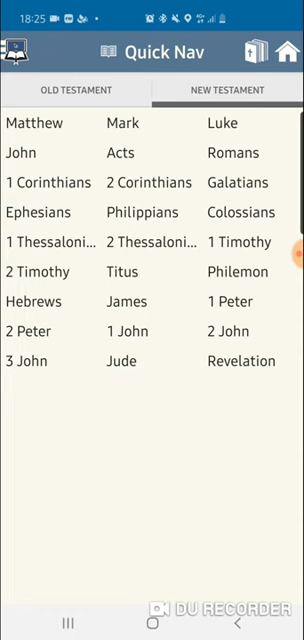 18:25
Quick Nav
OLD TESTAMENT NEW TESTAMENT
Matthew Mark Luke
John Acts Romans
1 Corinthians 2 Corinthians Galatians
Ephesians Philippians Colossians
1 Thessaloni... 2 Thessaloni... 1 Timothy
2 Timothy Titus Philemon
Hebrews James 1 Peter
2 Peter 1 John 2 John
3 John Jude Revelation
DU RECORDER